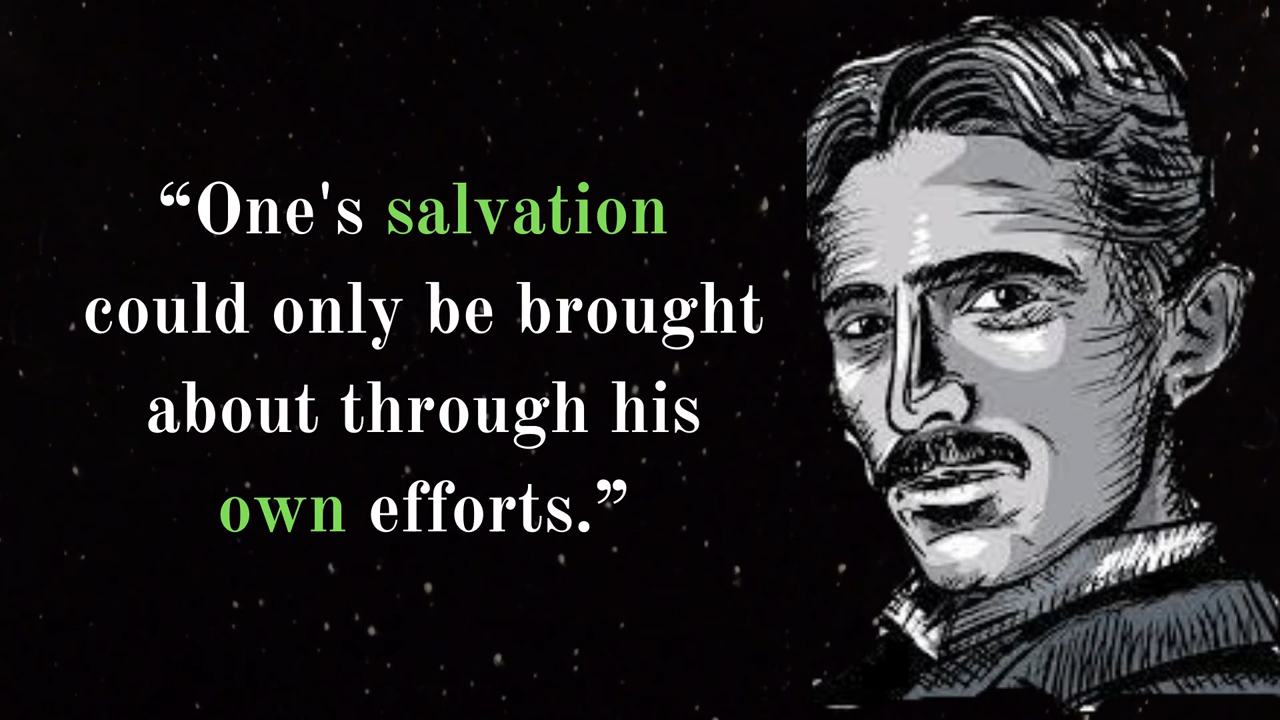 “One's salvation
could only be brought
about through his
own efforts.”